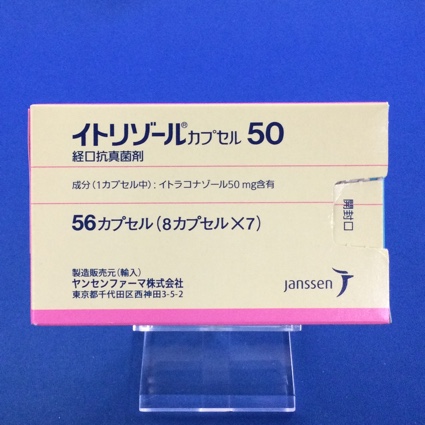 イトリゾール®カプセル 50
経口抗真菌剤
成分（1カプセル中）：イトラコナゾール50 mg含有
56カプセル（8カプセル×7）
開封口
製造販売元（輸入）
ヤンセンファーマ株式会社
東京都千代田区西神田3-5-2
janssen